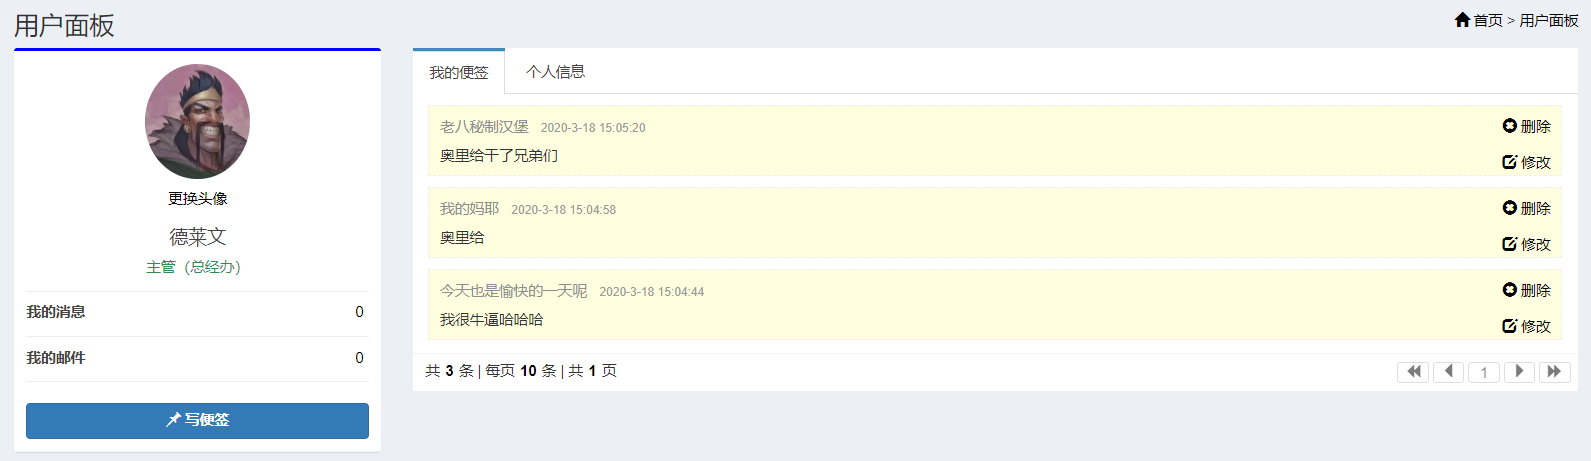 用户面板
首页 > 用户面板
更换头像
德莱文
主管（总经办）
我的消息 0
我的邮件 0
写便签
我的便签 个人信息
老八秘制汉堡 2020-3-18 15:05:20 删除
奥里给干了兄弟们 修改
我的妈耶 2020-3-18 15:04:58 删除
奥里给 修改
今天也是愉快的一天呢 2020-3-18 15:04:44 删除
我很牛逼哈哈哈 修改
共 3 条 | 每页 10 条 | 共 1 页 1